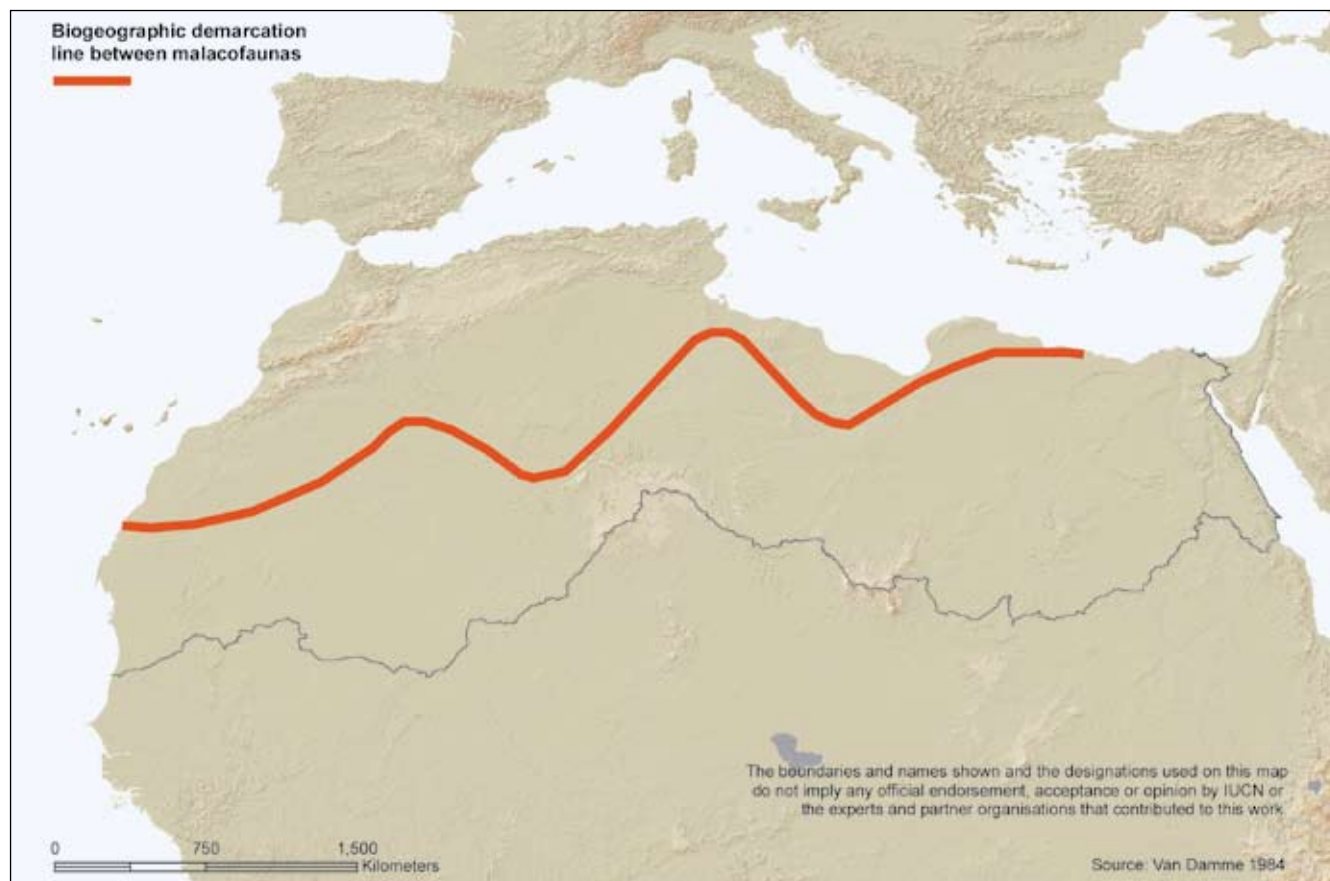 Biogeographic demarcation
line between malacofaunas
The boundaries and names shown and the designations used on this map
do not imply any official endorsement, acceptance or opinion by IUCN or
the experts and partner organisations that contributed to this work
0 750 1,500
Kilometers
Source: Van Damme 1984